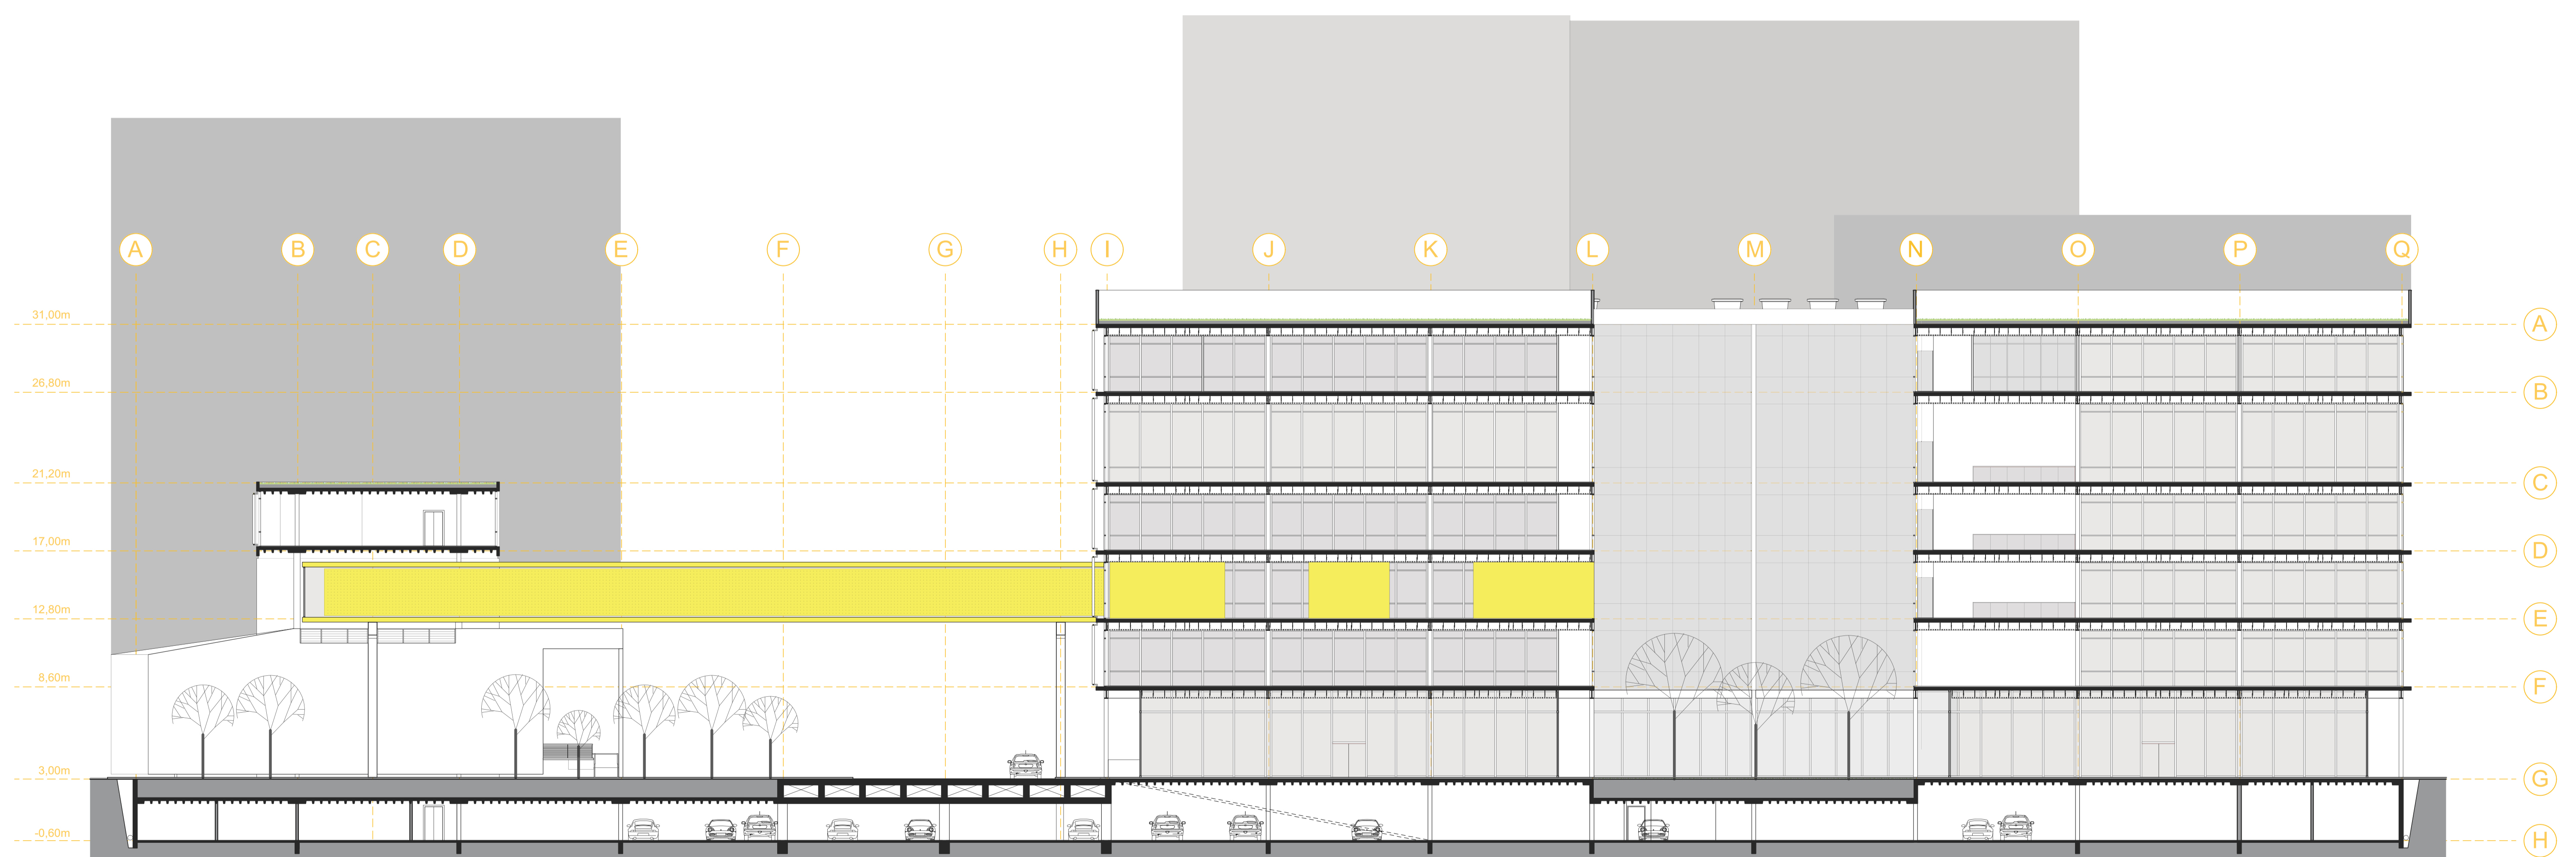 A B C D E F G H I J K L M N O P Q
31,00m A
26,80m B
21,20m C
17,00m D
12,80m E
8,60m F
3,00m G
-0,60m H